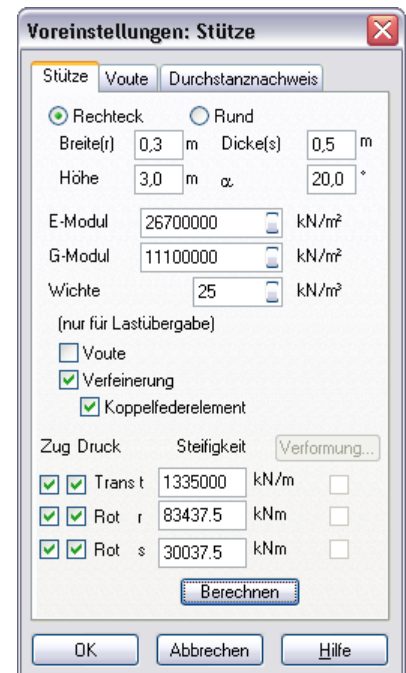 Voreinstellungen: Stütze
Stütze Voute Durchstanznachweis
Rechteck Rund
Breite(r) 0,3 m Dicke(s) 0,5 m
Höhe 3,0 m α 20,0 °
E-Modul 26700000 kN/m²
G-Modul 11100000 kN/m²
Wichte 25 kN/m³
(nur für Lastübergabe)
Voute
Verfeinerung
Koppelfederelement
Zug Druck Steifigkeit Verformung...
Trans t 1335000 kN/m
Rot r 83437.5 kNm
Rot s 30037.5 kNm
Berechnen
OK Abbrechen Hilfe